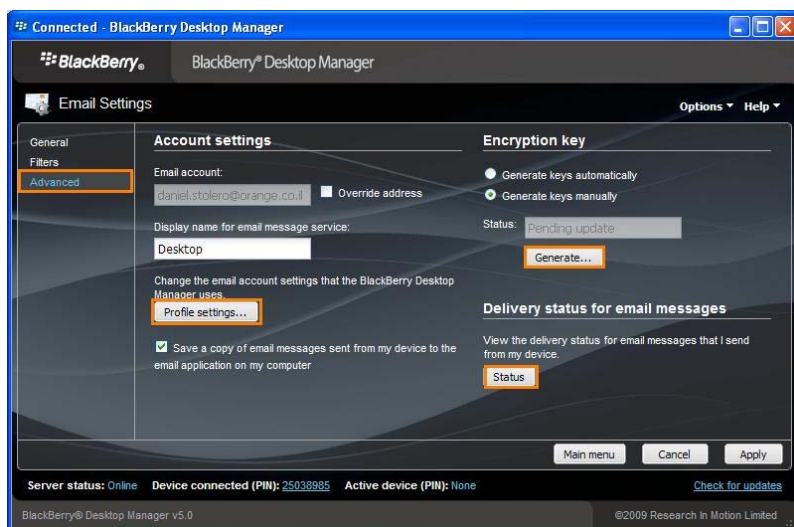 Connected - BlackBerry Desktop Manager
BlackBerry®
BlackBerry® Desktop Manager
Email Settings
Options
Help
General
Filters
Advanced
Account settings
Email account:
daniel.stolero@orange.co.il
Override address
Display name for email message service:
Desktop
Change the email account settings that the BlackBerry Desktop
Manager uses.
Profile settings...
Save a copy of email messages sent from my device to the
email application on my computer
Encryption key
Generate keys automatically
Generate keys manually
Status:
Pending update
Generate...
Delivery status for email messages
View the delivery status for email messages that I send
from my device.
Status
Main menu
Cancel
Apply
Server status: Online
Device connected (PIN): 25038985
Active device (PIN): None
Check for updates
BlackBerry® Desktop Manager v5.0
©2009 Research In Motion Limited